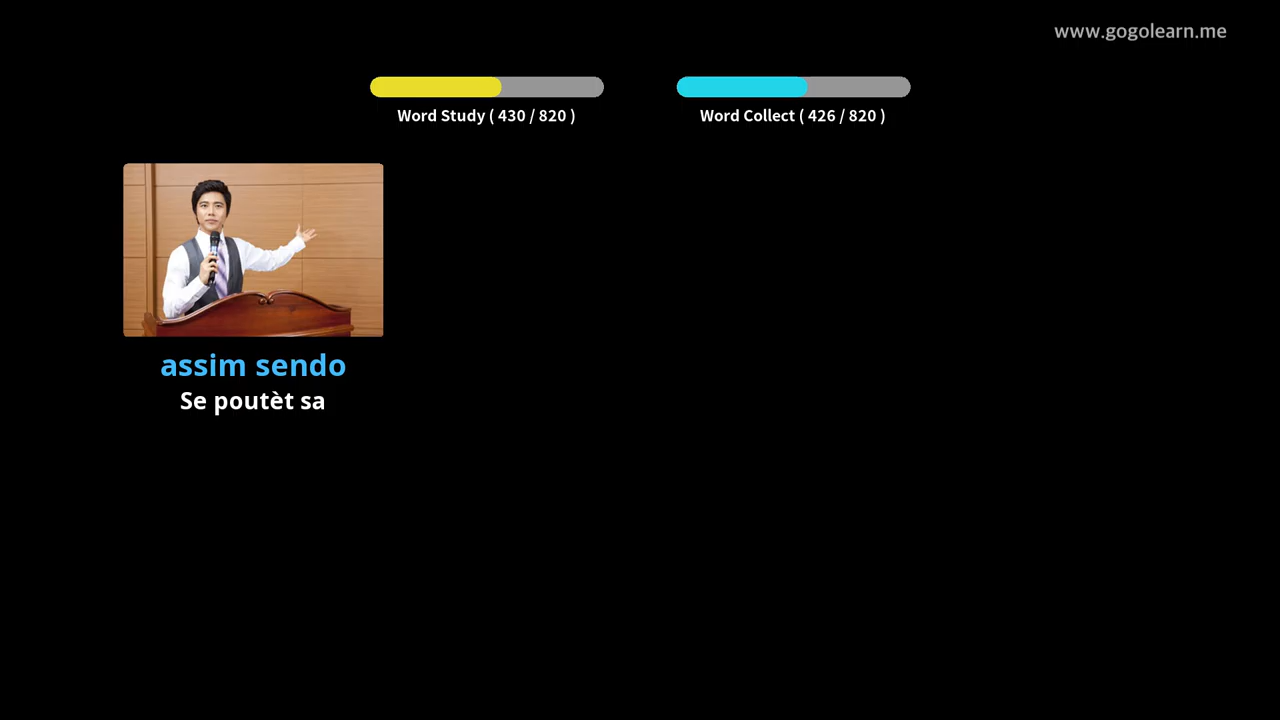 www.gogolearn.me
Word Study ( 430 / 820 )
Word Collect ( 426 / 820 )
assim sendo
Se poutèt sa